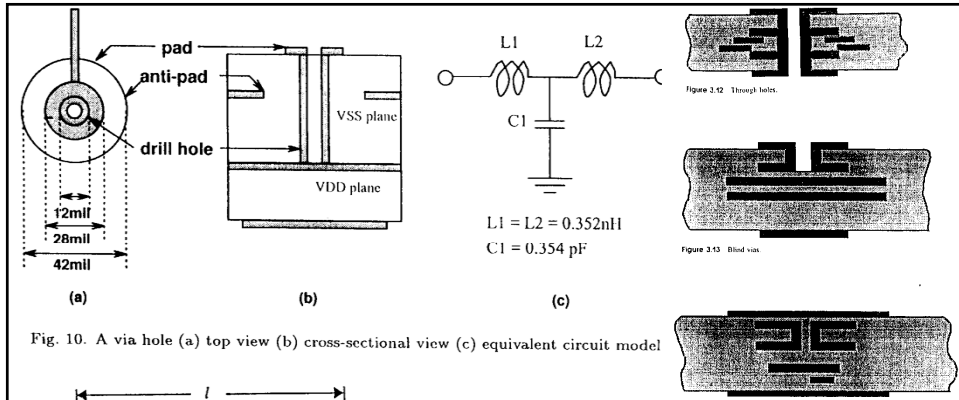 pad
anti-pad
drill hole
12mil
28mil
42mil
(a)
VSS plane
VDD plane
(b)
L1
L2
C1
L1 = L2 = 0.352nH
C1 = 0.354 pF
(c)
Fig. 10. A via hole (a) top view (b) cross-sectional view (c) equivalent circuit model
l
Figure 3.12 Through holes.
Figure 3.13 Blind vias.